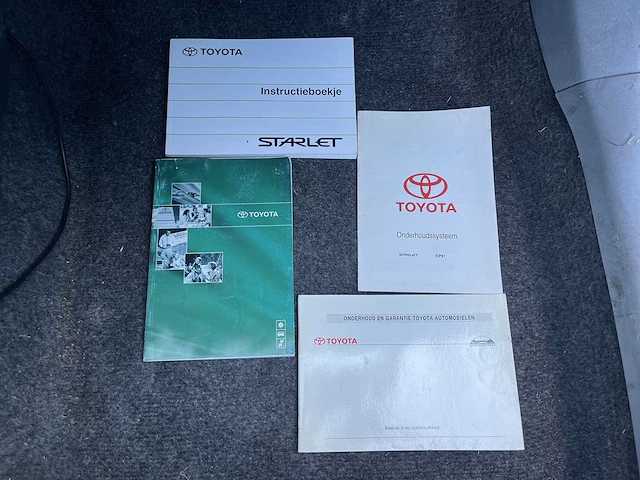 TOYOTA
Instructieboekje
STARLET
TOYOTA
TOYOTA
Onderhoudssysteem
STARLET EP91
ONDERHOUD EN GARANTIE TOYOTA AUTOMOBIELEN
TOYOTA